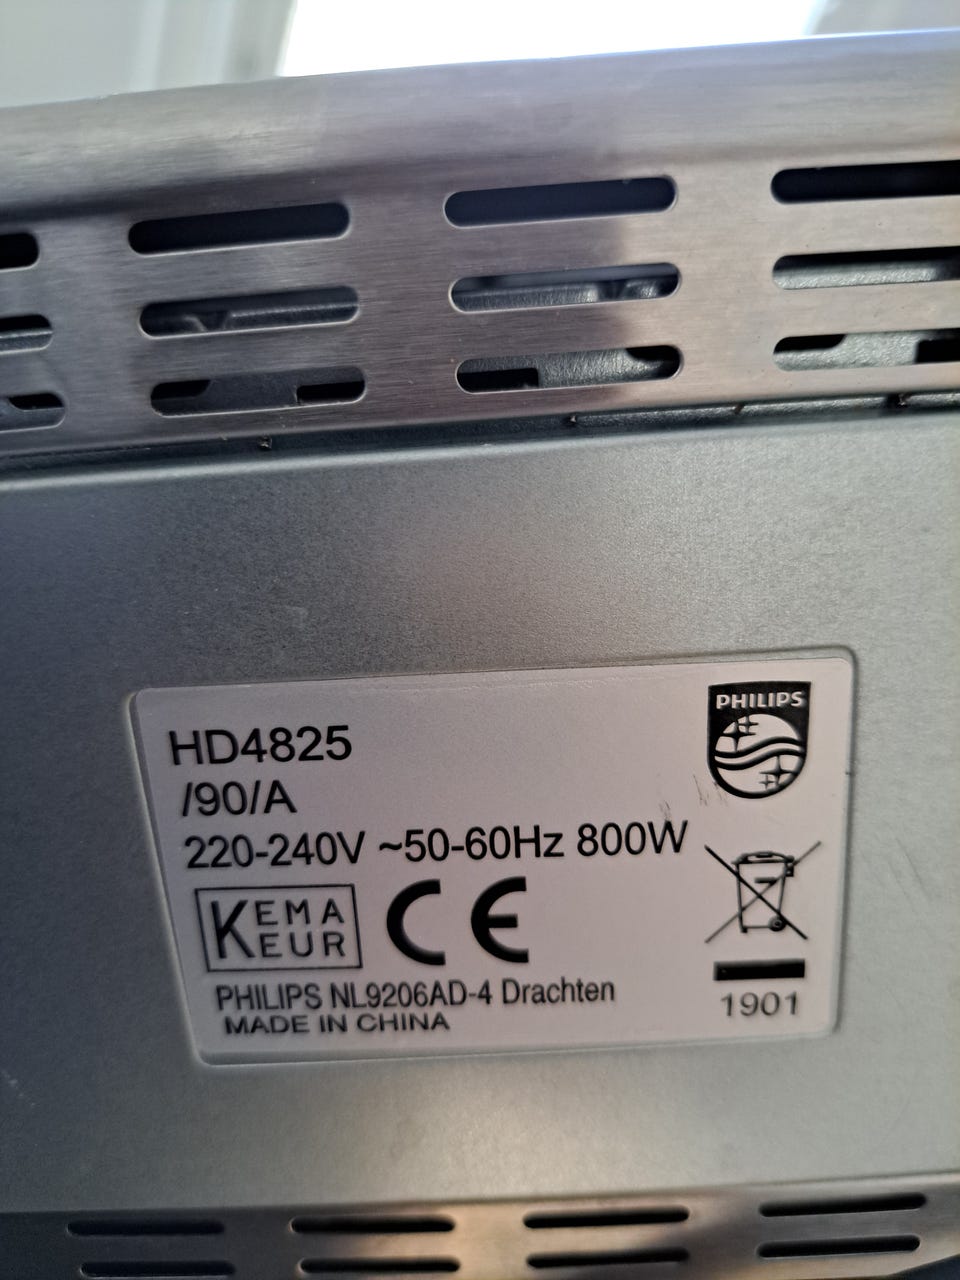 PHILIPS
HD4825
/90/A
220-240V ~50-60Hz 800W
KEMA
KEUR
CE
PHILIPS NL9206AD-4 Drachten
MADE IN CHINA
1901